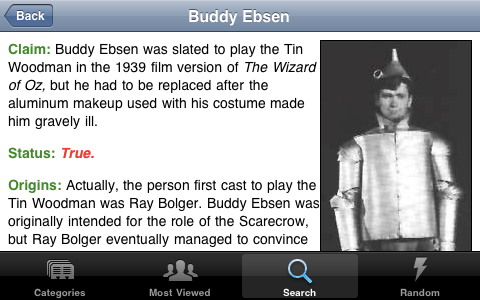 Back
Buddy Ebsen
Claim: Buddy Ebsen was slated to play the Tin
Woodman in the 1939 film version of The Wizard
of Oz, but he had to be replaced after the
aluminum makeup used with his costume made
him gravely ill.
Status: True.
Origins: Actually, the person first cast to play the
Tin Woodman was Ray Bolger. Buddy Ebsen was
originally intended for the role of the Scarecrow,
but Ray Bolger eventually managed to convince
Categories
Most Viewed
Search
Random